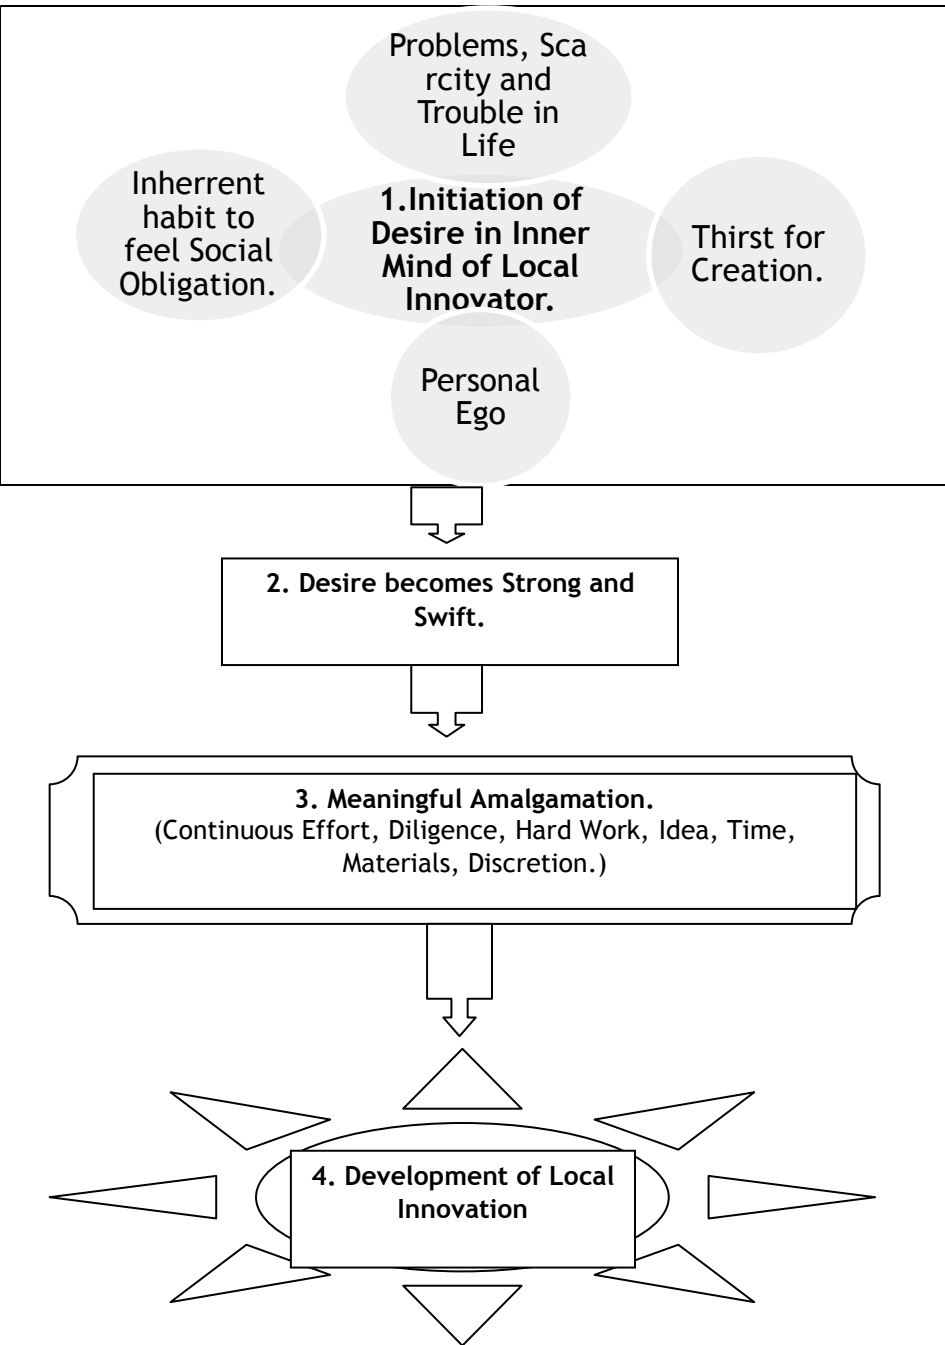 Problems, Sca
rcity and
Trouble in
Life
Inherrent
habit to
feel Social
Obligation.
1.Initiation of
Desire in Inner
Mind of Local
Innovator.
Thirst for
Creation.
Personal
Ego
2. Desire becomes Strong and
Swift.
3. Meaningful Amalgamation.
(Continuous Effort, Diligence, Hard Work, Idea, Time,
Materials, Discretion.)
4. Development of Local
Innovation